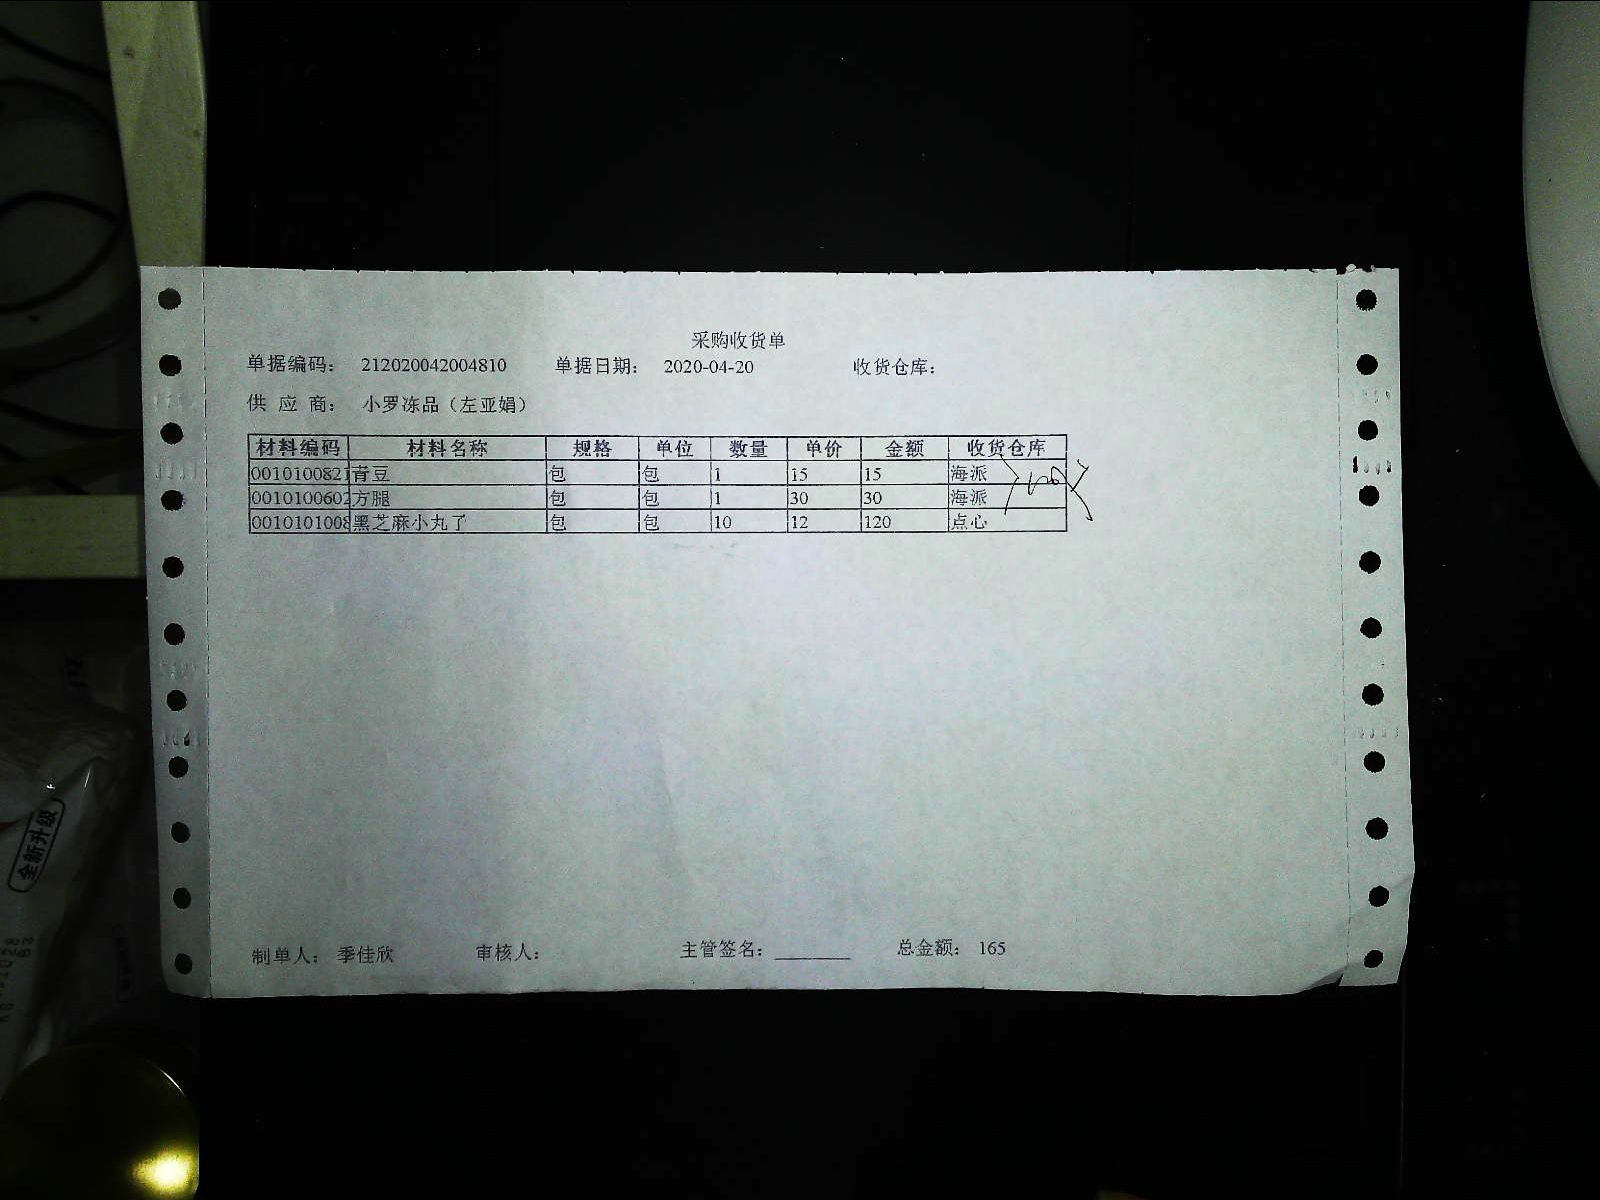 采购收货单
单据编码： 212020042004810 单据日期： 2020-04-20 收货仓库：
供 应 商： 小罗冻品（左亚娟）
材料编码 材料名称 规格 单位 数量 单价 金额 收货仓库
0010100821 青豆 包 包 1 15 15 海派
0010100602 方腿 包 包 1 30 30 海派
0010101008 黑芝麻小丸了 包 包 10 12 120 点心
制单人： 季佳欣 审核人： 主管签名： 总金额： 165
全新升级